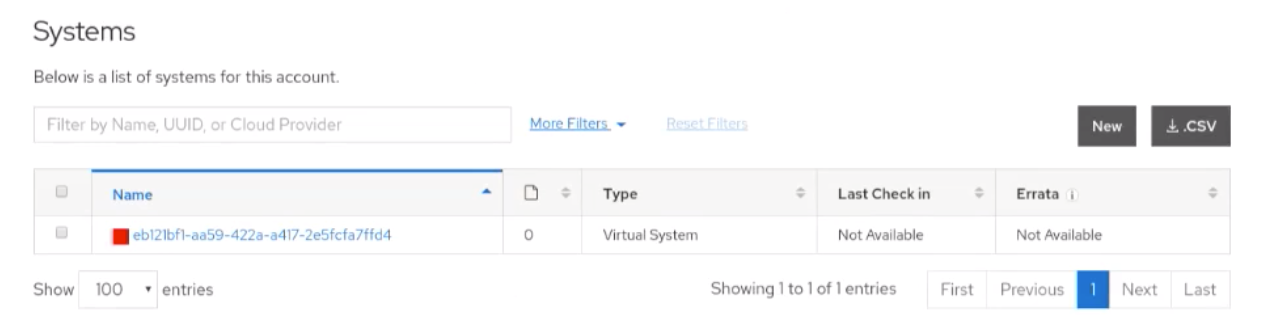 Systems
Below is a list of systems for this account.
Filter by Name, UUID, or Cloud Provider More Filters Reset Filters New .CSV
Name Type Last Check in Errata
eb121bf1-aa59-422a-a417-2e5fcfa7ffd4 0 Virtual System Not Available Not Available
Show 100 entries Showing 1 to 1 of 1 entries First Previous 1 Next Last